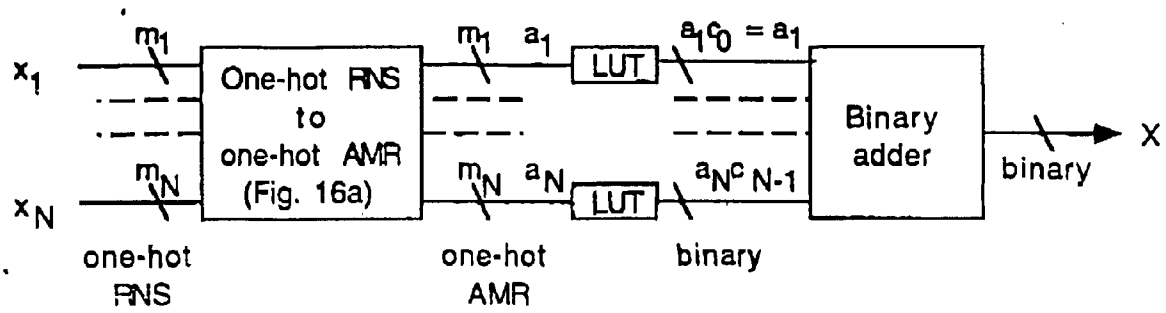 m1 m1 a1 a1c0 = a1
x1 One-hot RNS LUT
to Binary
one-hot AMR adder X
mN (Fig. 16a) mN aN aNc N-1 binary
xN LUT
one-hot one-hot binary
RNS AMR